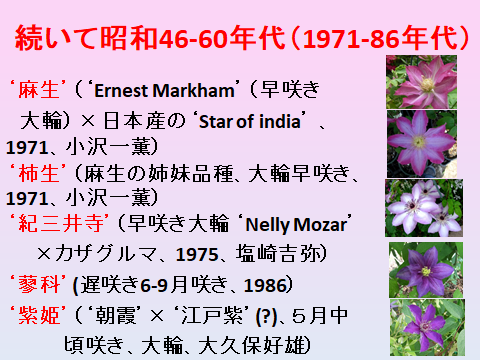 続いて昭和46-60年代（1971-86年代）
‘麻生’（‘Ernest Markham’（早咲き
大輪）×日本産の‘Star of india’、
1971、小沢一薫）
‘柿生’（麻生の姉妹品種、大輪早咲き、
1971、小沢一薫）
‘紀三井寺’（早咲き大輪‘Nelly Mozar’
×カザグルマ、1975、塩崎吉弥）
‘蓼科’（遅咲き6-9月咲き、1986）
‘紫姫’（‘朝霞’×‘江戸紫’(?)、５月中
頃咲き、大輪、大久保好雄）